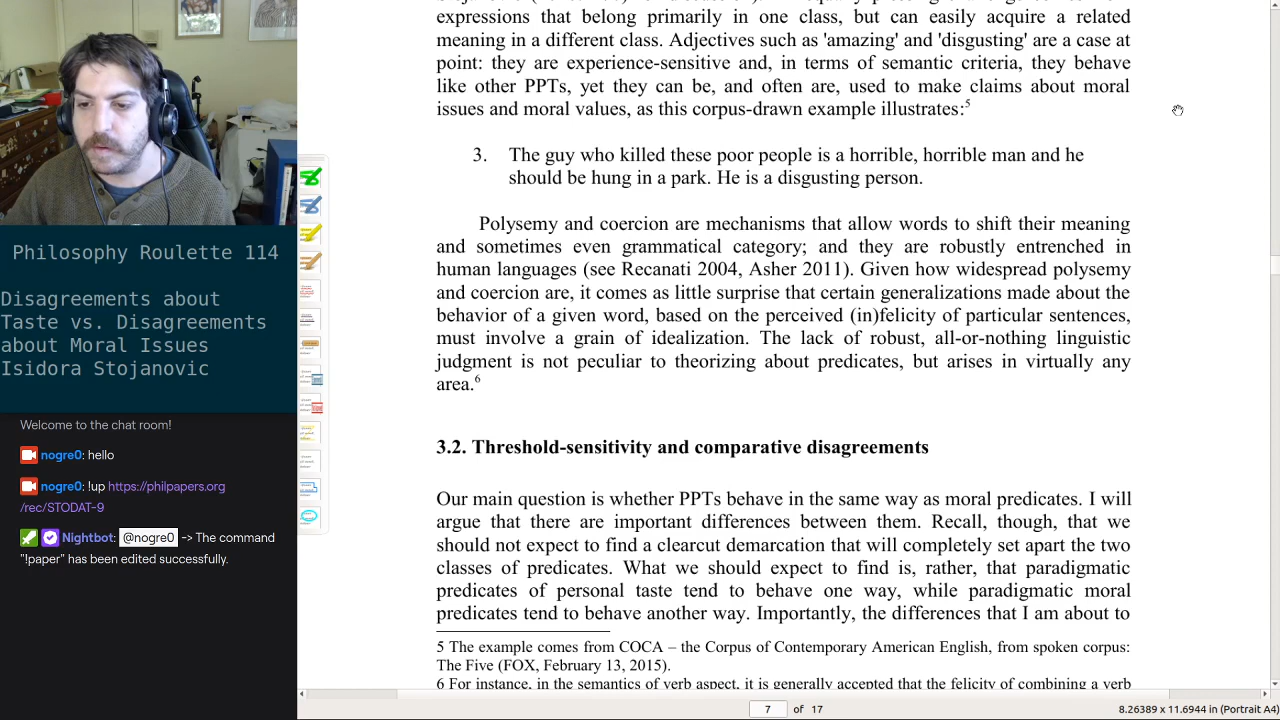 expressions that belong primarily in one class, but can easily acquire a related
meaning in a different class. Adjectives such as 'amazing' and 'disgusting' are a case at
point: they are experience-sensitive and, in terms of semantic criteria, they behave
like other PPTs, yet they can be, and often are, used to make claims about moral
issues and moral values, as this corpus-drawn example illustrates:5
3. The guy who killed these poor people is a horrible, horrible man and he
should be hung in a park. He is a disgusting person.
Polysemy and coercion are mechanisms that allow words to shift their meaning
and sometimes even grammatical category; and they are robustly entrenched in
human languages (see Recanati 2004, Asher 2011). Given how widespread polysemy
and coercion are, it comes as little surprise that certain generalizations made about the
behavior of a given word, based on the perceived (in)felicity of particular sentences,
must involve a certain of idealization. The lack of robust, all-or-nothing linguistic
judgment is not peculiar to theorizing about predicates, but arises in virtually any
area.6
3.2. Threshold sensitivity and comparative disagreement
Our main question is whether PPTs behave in the same way as moral predicates. I will
argue that there are important differences between them. Recall, though, that we
should not expect to find a clearcut demarcation that will completely set apart the two
classes of predicates. What we should expect to find is, rather, that paradigmatic
predicates of personal taste tend to behave one way, while paradigmatic moral
predicates tend to behave another way. Importantly, the differences that I am about to
5 The example comes from COCA – the Corpus of Contemporary American English, from spoken corpus:
The Five (FOX, February 13, 2015).
6 For instance, in the semantics of verb aspect, it is generally accepted that the felicity of combining a verb
7 of 17
8.26389 x 11.6944 in (Portrait A4)
Philosophy Roulette 114
Disagreements about
Taste vs. Disagreements
about Moral Issues
Isidora Stojanovic
Welcome to the chat room!
nogre0: hello
nogre0: !up https://philpapers.org
/rec/STODAT-9
Nightbot: @nogre0 -> The command
"!paper" has been edited successfully.